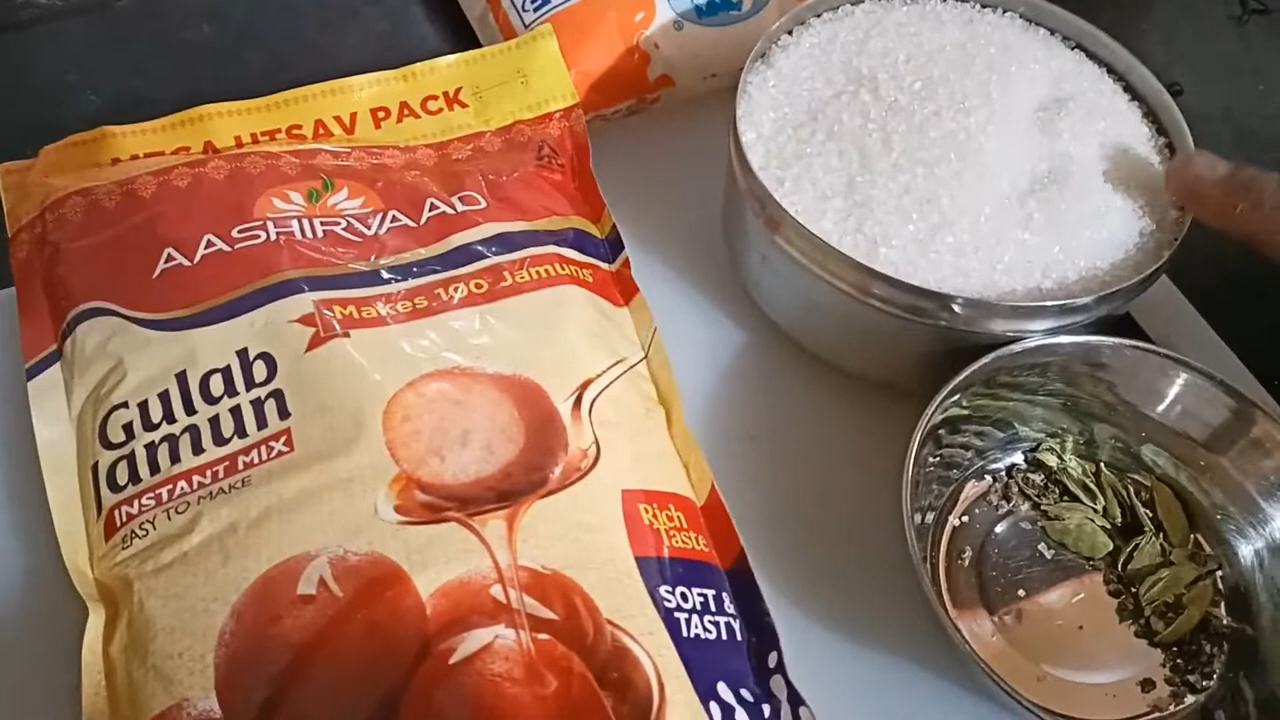 MEGA UTSAV PACK
AASHIRVAAD
Makes 100 Jamuns*
Gulab
Jamun
INSTANT MIX
EASY TO MAKE
Rich
Taste
SOFT &
TASTY